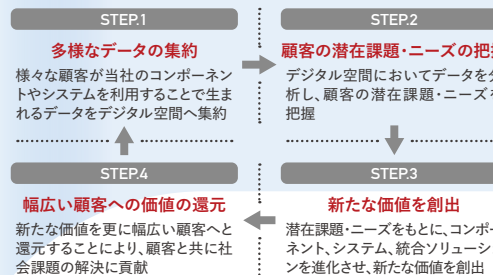 STEP.1
多様なデータの集約
様々な顧客が当社のコンポーネン
トやシステムを利用することで生ま
れるデータをデジタル空間へ集約
STEP.2
顧客の潜在課題・ニーズの把
デジタル空間においてデータを
析し、顧客の潜在課題・ニーズ
把握
STEP.4
幅広い顧客への価値の還元
新たな価値を更に幅広い顧客へと
還元することにより、顧客と共に社
会課題の解決に貢献
STEP.3
新たな価値を創出
潜在課題・ニーズをもとに、コンポー
ネント、システム、統合ソリューシ
ンを進化させ、新たな価値を創出